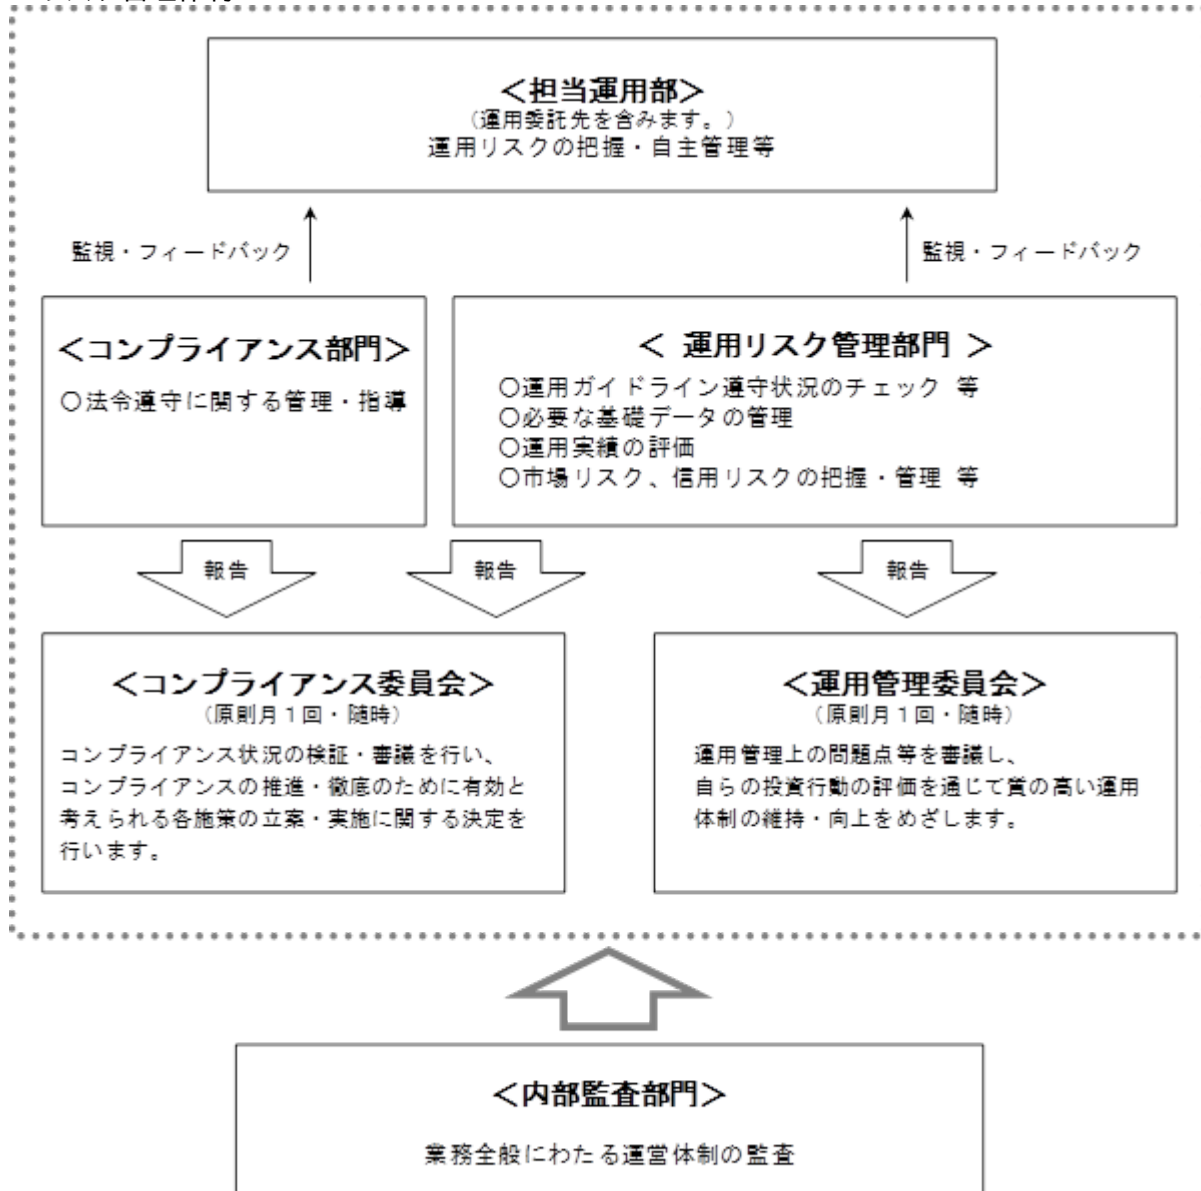 ＜担当運用部＞
（運用委託先を含みます。）
運用リスクの把握・自主管理等
監視・フィードバック
監視・フィードバック
＜コンプライアンス部門＞
○法令遵守に関する管理・指導
＜ 運用リスク管理部門 ＞
○運用ガイドライン遵守状況のチェック 等
○必要な基礎データの管理
○運用実績の評価
○市場リスク、信用リスクの把握・管理 等
報告
報告
報告
＜コンプライアンス委員会＞
（原則月１回・随時）
コンプライアンス状況の検証・審議を行い、
コンプライアンスの推進・徹底のために有効と
考えられる各施策の立案・実施に関する決定を
行います。
＜運用管理委員会＞
（原則月１回・随時）
運用管理上の問題点等を審議し、
自らの投資行動の評価を通じて質の高い運用
体制の維持・向上をめざします。
＜内部監査部門＞
業務全般にわたる運営体制の監査